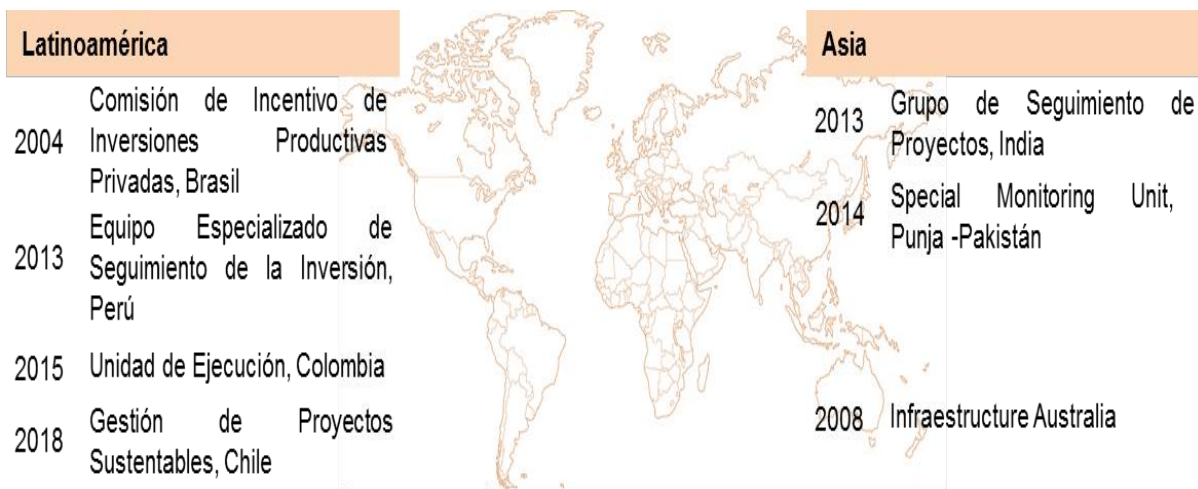 Latinoamérica
2004
Comisión de Incentivo de
Inversiones Productivas
Privadas, Brasil
2013
Equipo Especializado de
Seguimiento de la Inversión,
Perú
2015
Unidad de Ejecución, Colombia
2018
Gestión de Proyectos
Sustentables, Chile
Asia
2013
Grupo de Seguimiento de
Proyectos, India
2014
Special Monitoring Unit,
Punja -Pakistán
2008
Infraestructure Australia